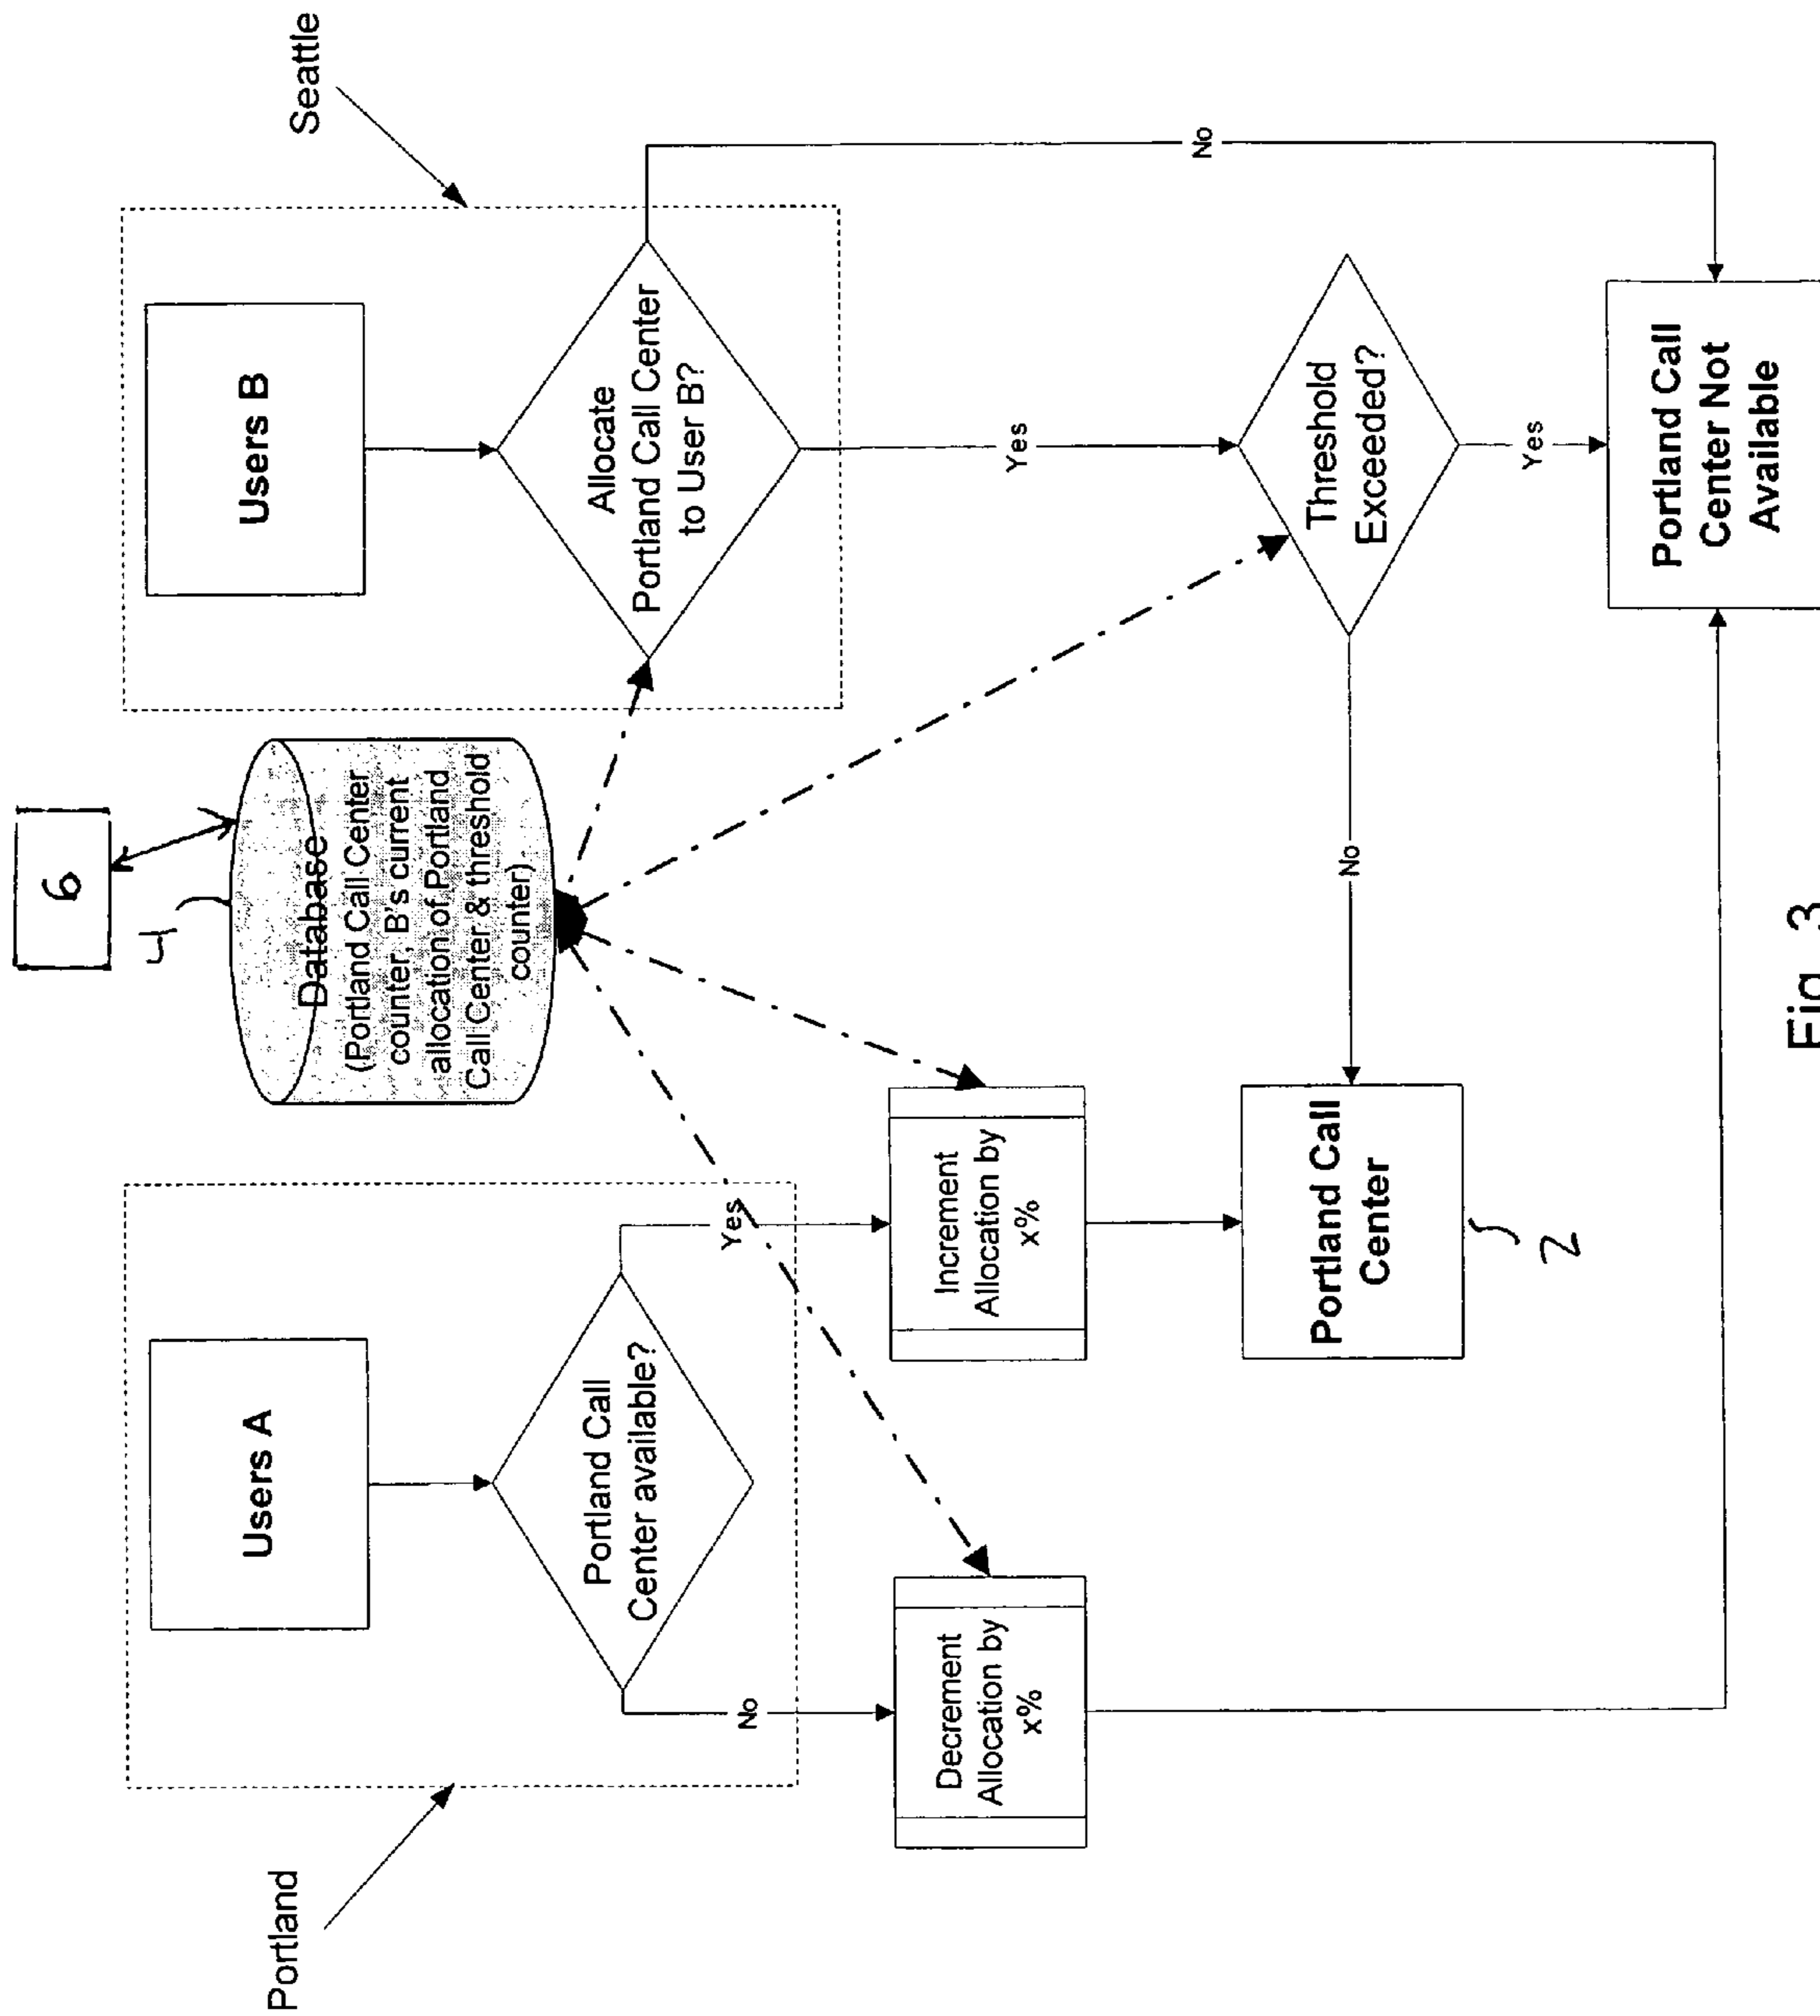 6
4
Database
(Portland Call Center
counter, B's current
allocation of Portland
Call Center & threshold
counter)
Portland
Users A
Portland Call
Center available?
Yes
No
Decrement
Allocation by
x%
Increment
Allocation by
x%
Portland Call
Center
2
Seattle
Users B
Allocate
Portland Call Center
to User B?
Yes
No
Threshold
Exceeded?
No
Yes
Portland Call
Center Not
Available
Fig. 3